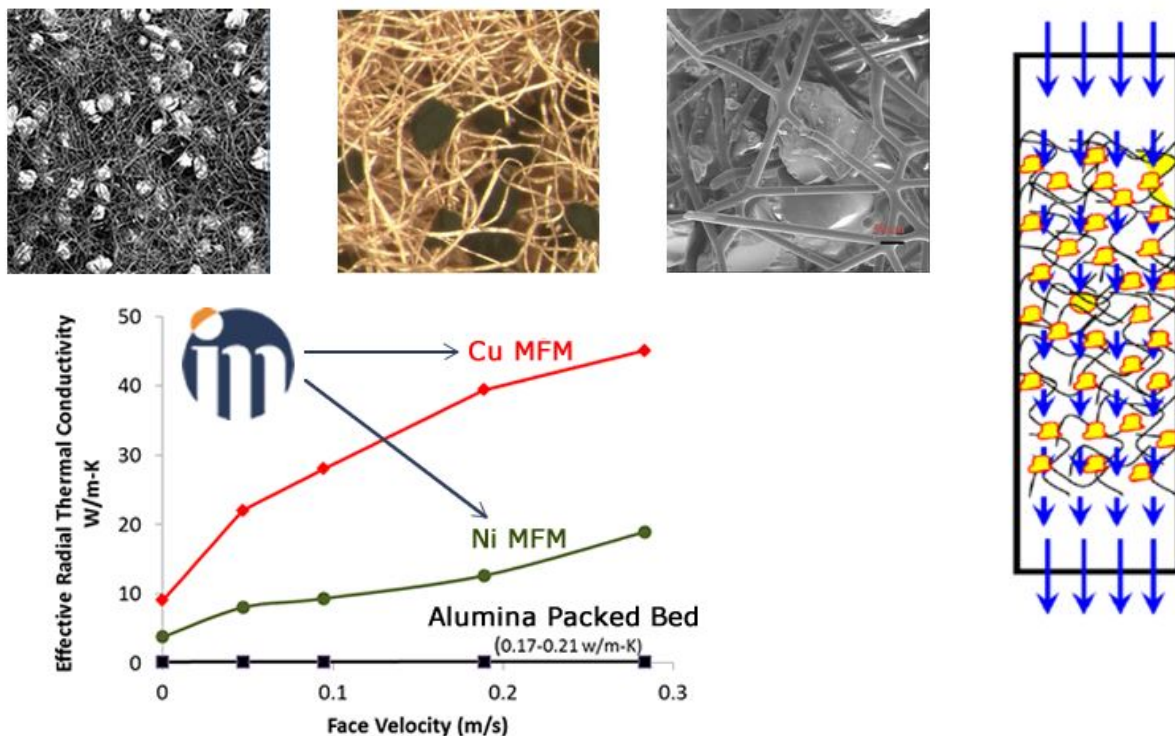 50
40
30
20
10
0
Effective Radial Thermal Conductivity
W/m-K
im
Cu MFM
Ni MFM
Alumina Packed Bed
(0.17-0.21 w/m-K)
0
0.1
0.2
0.3
Face Velocity (m/s)